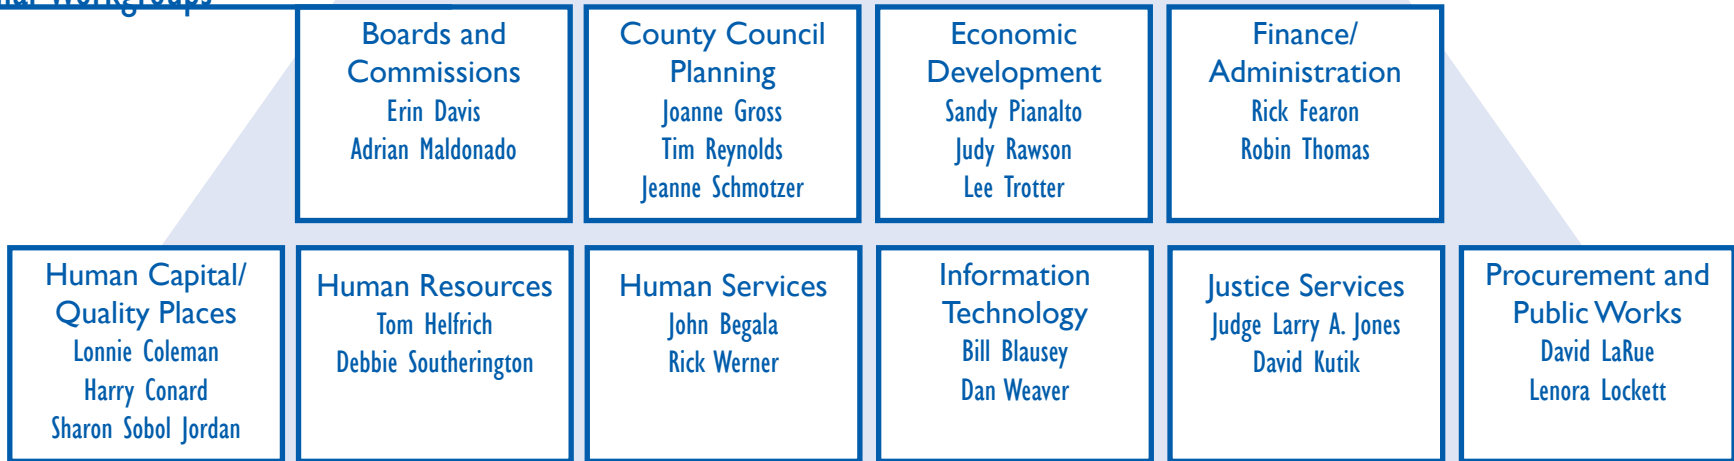 Workgroups
Boards and
Commissions
Erin Davis
Adrian Maldonado
County Council
Planning
Joanne Gross
Tim Reynolds
Jeanne Schmotzer
Economic
Development
Sandy Pianalto
Judy Rawson
Lee Trotter
Finance/
Administration
Rick Fearon
Robin Thomas
Human Capital/
Quality Places
Lonnie Coleman
Harry Conard
Sharon Sobol Jordan
Human Resources
Tom Helfrich
Debbie Southerington
Human Services
John Begala
Rick Werner
Information
Technology
Bill Blausey
Dan Weaver
Justice Services
Judge Larry A. Jones
David Kutik
Procurement and
Public Works
David LaRue
Lenora Lockett